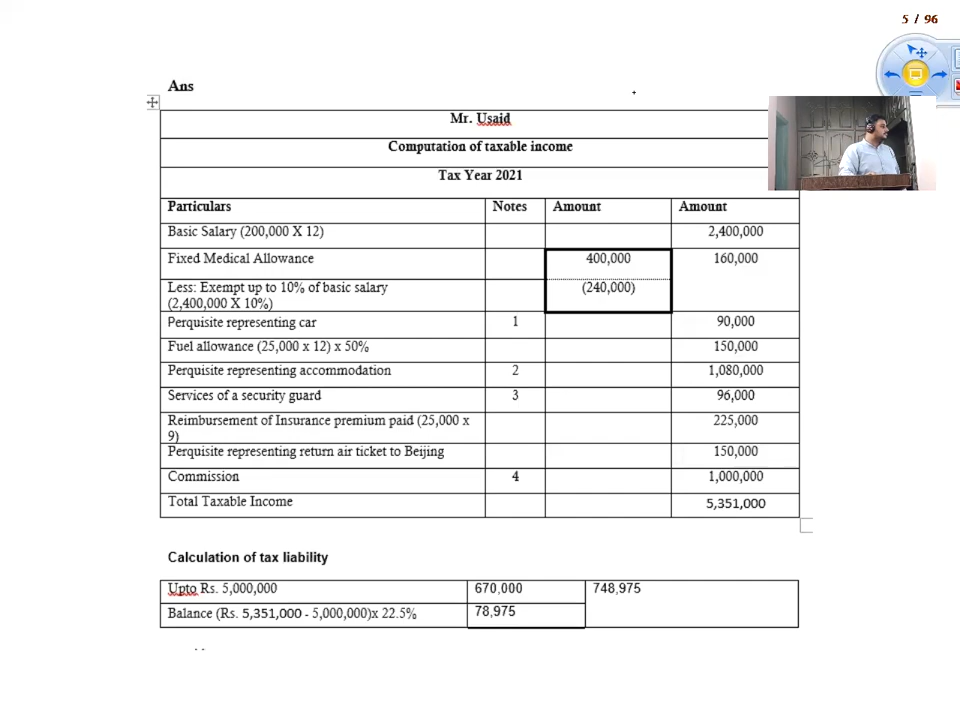 5 / 96
Ans
Mr. Usaid
Computation of taxable income
Tax Year 2021
Particulars Notes Amount Amount
Basic Salary (200,000 X 12) 2,400,000
Fixed Medical Allowance 400,000 160,000
Less: Exempt up to 10% of basic salary (240,000)
(2,400,000 X 10%)
Perquisite representing car 1 90,000
Fuel allowance (25,000 x 12) x 50% 150,000
Perquisite representing accommodation 2 1,080,000
Services of a security guard 3 96,000
Reimbursement of Insurance premium paid (25,000 x 225,000
9)
Perquisite representing return air ticket to Beijing 150,000
Commission 4 1,000,000
Total Taxable Income 5,351,000
Calculation of tax liability
Upto Rs. 5,000,000 670,000 748,975
Balance (Rs. 5,351,000 - 5,000,000)x 22.5% 78,975